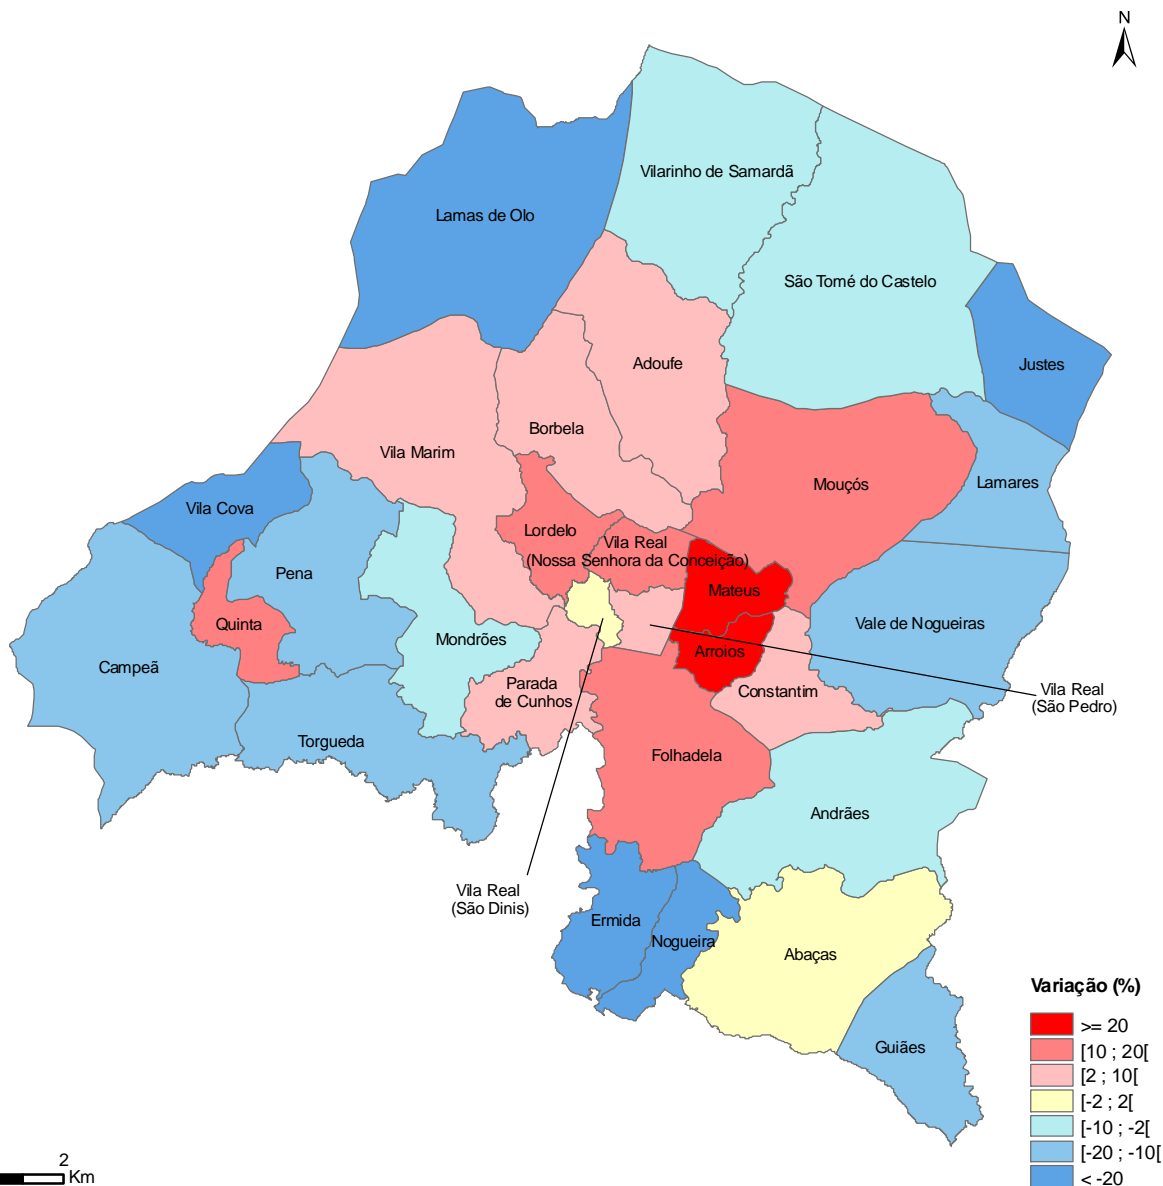 N
Vilarinho de Samardã
Lamas de Olo
São Tomé do Castelo
Adoufe
Justes
Borbela
Vila Marim
Mouçós
Lamares
Vila Cova
Lordelo
Vila Real
(Nossa Senhora da Conceição)
Pena
Mateus
Quinta
Vale de Nogueiras
Mondrões
Arroios
Campeã
Parada
de Cunhos
Constantim
Vila Real
(São Pedro)
Torgueda
Folhadela
Andrães
Vila Real
(São Dinis)
Ermida
Nogueira
Abaças
Guiães
Variação (%)
>= 20
[10 ; 20[
[2 ; 10[
[-2 ; 2[
[-10 ; -2[
[-20 ; -10[
< -20
2
Km